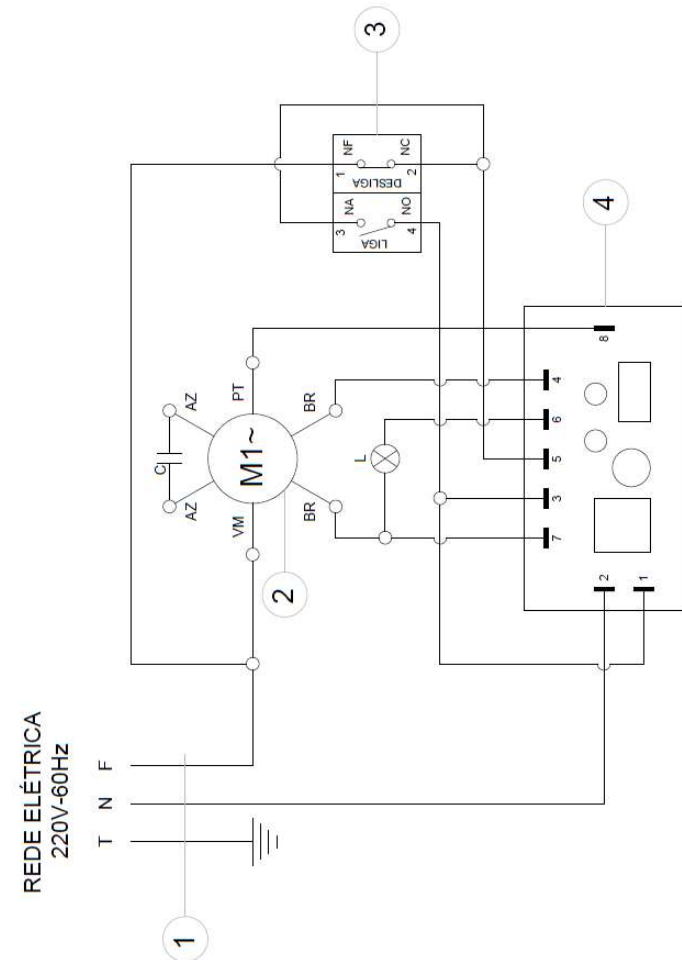 REDE ELÉTRICA
220V-60Hz
T N F
1
C
AZ AZ
VM M1~ PT
BR BR
2
L
3
3 NA
1 NF
LIGA DESLIGA
4 NO
2 NC
4
7 3 5 6 4
8
2
1